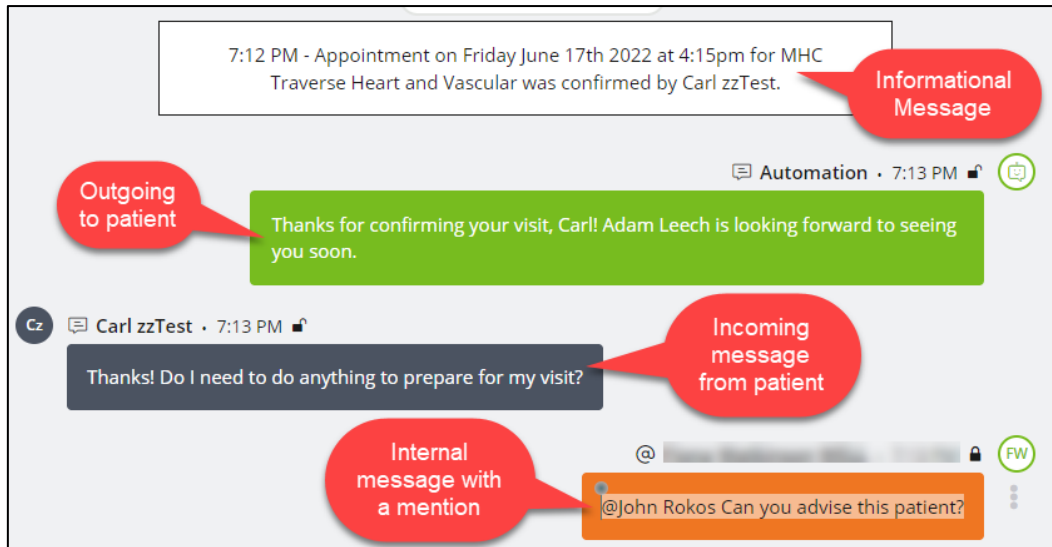 7:12 PM - Appointment on Friday June 17th 2022 at 4:15pm for MHC
Traverse Heart and Vascular was confirmed by Carl zzTest.
Informational
Message
Automation • 7:13 PM
Outgoing
to patient
Thanks for confirming your visit, Carl! Adam Leech is looking forward to seeing
you soon.
Cz
Carl zzTest • 7:13 PM
Incoming
message
from patient
Thanks! Do I need to do anything to prepare for my visit?
Internal
message with
a mention
@
FW
@John Rokos Can you advise this patient?